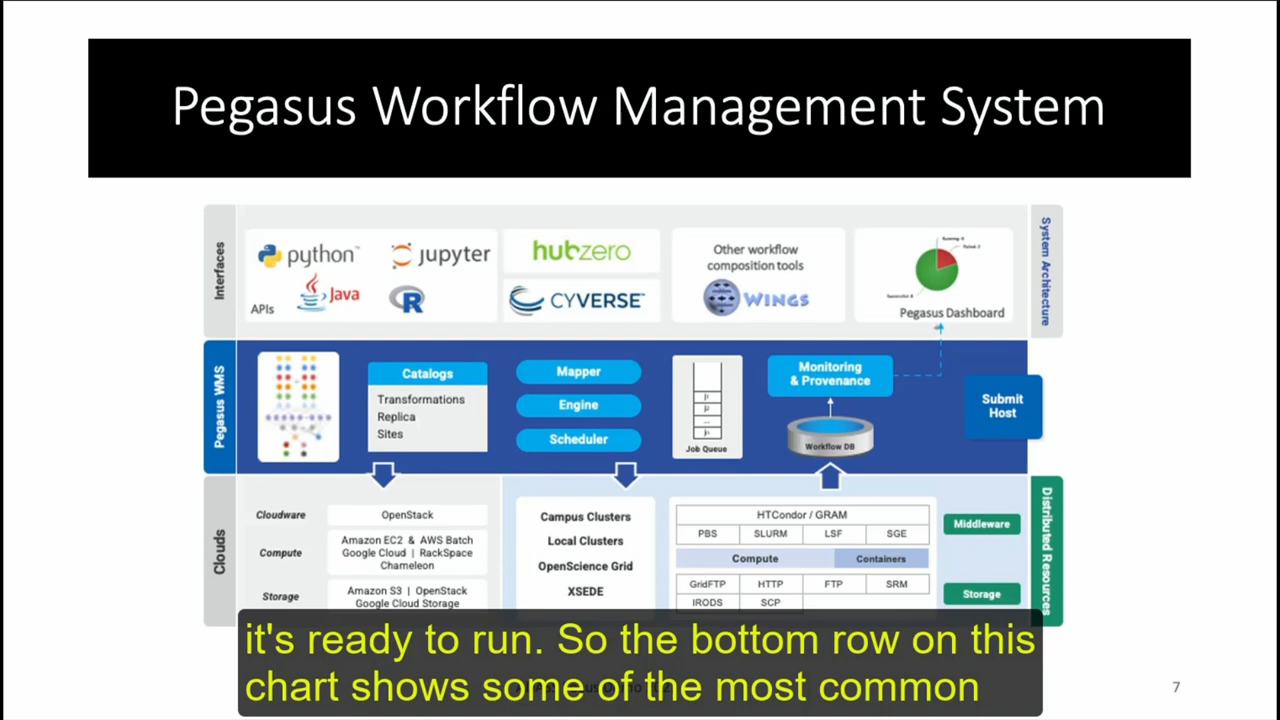 Pegasus Workflow Management System
Interfaces
python
jupyter
Java
R
APIs
hubzero
CYVERSE
Other workflow
composition tools
WINGS
Pegasus Dashboard
System Architecture
Pegasus WMS
Catalogs
Transformations
Replica
Sites
Mapper
Engine
Scheduler
Job Queue
Monitoring
& Provenance
Workflow DB
Submit
Host
Clouds
Cloudware
OpenStack
Compute
Amazon EC2 & AWS Batch
Google Cloud | RackSpace
Chameleon
Storage
Amazon S3 | OpenStack
Google Cloud Storage
Campus Clusters
Local Clusters
OpenScience Grid
XSEDE
HTCondor / GRAM
PBS SLURM LSF SGE
Compute Containers
GridFTP HTTP FTP SRM
IRODS SCP
Middleware
Storage
Distributed Resources
it's ready to run. So the bottom row on this
chart shows some of the most common
7